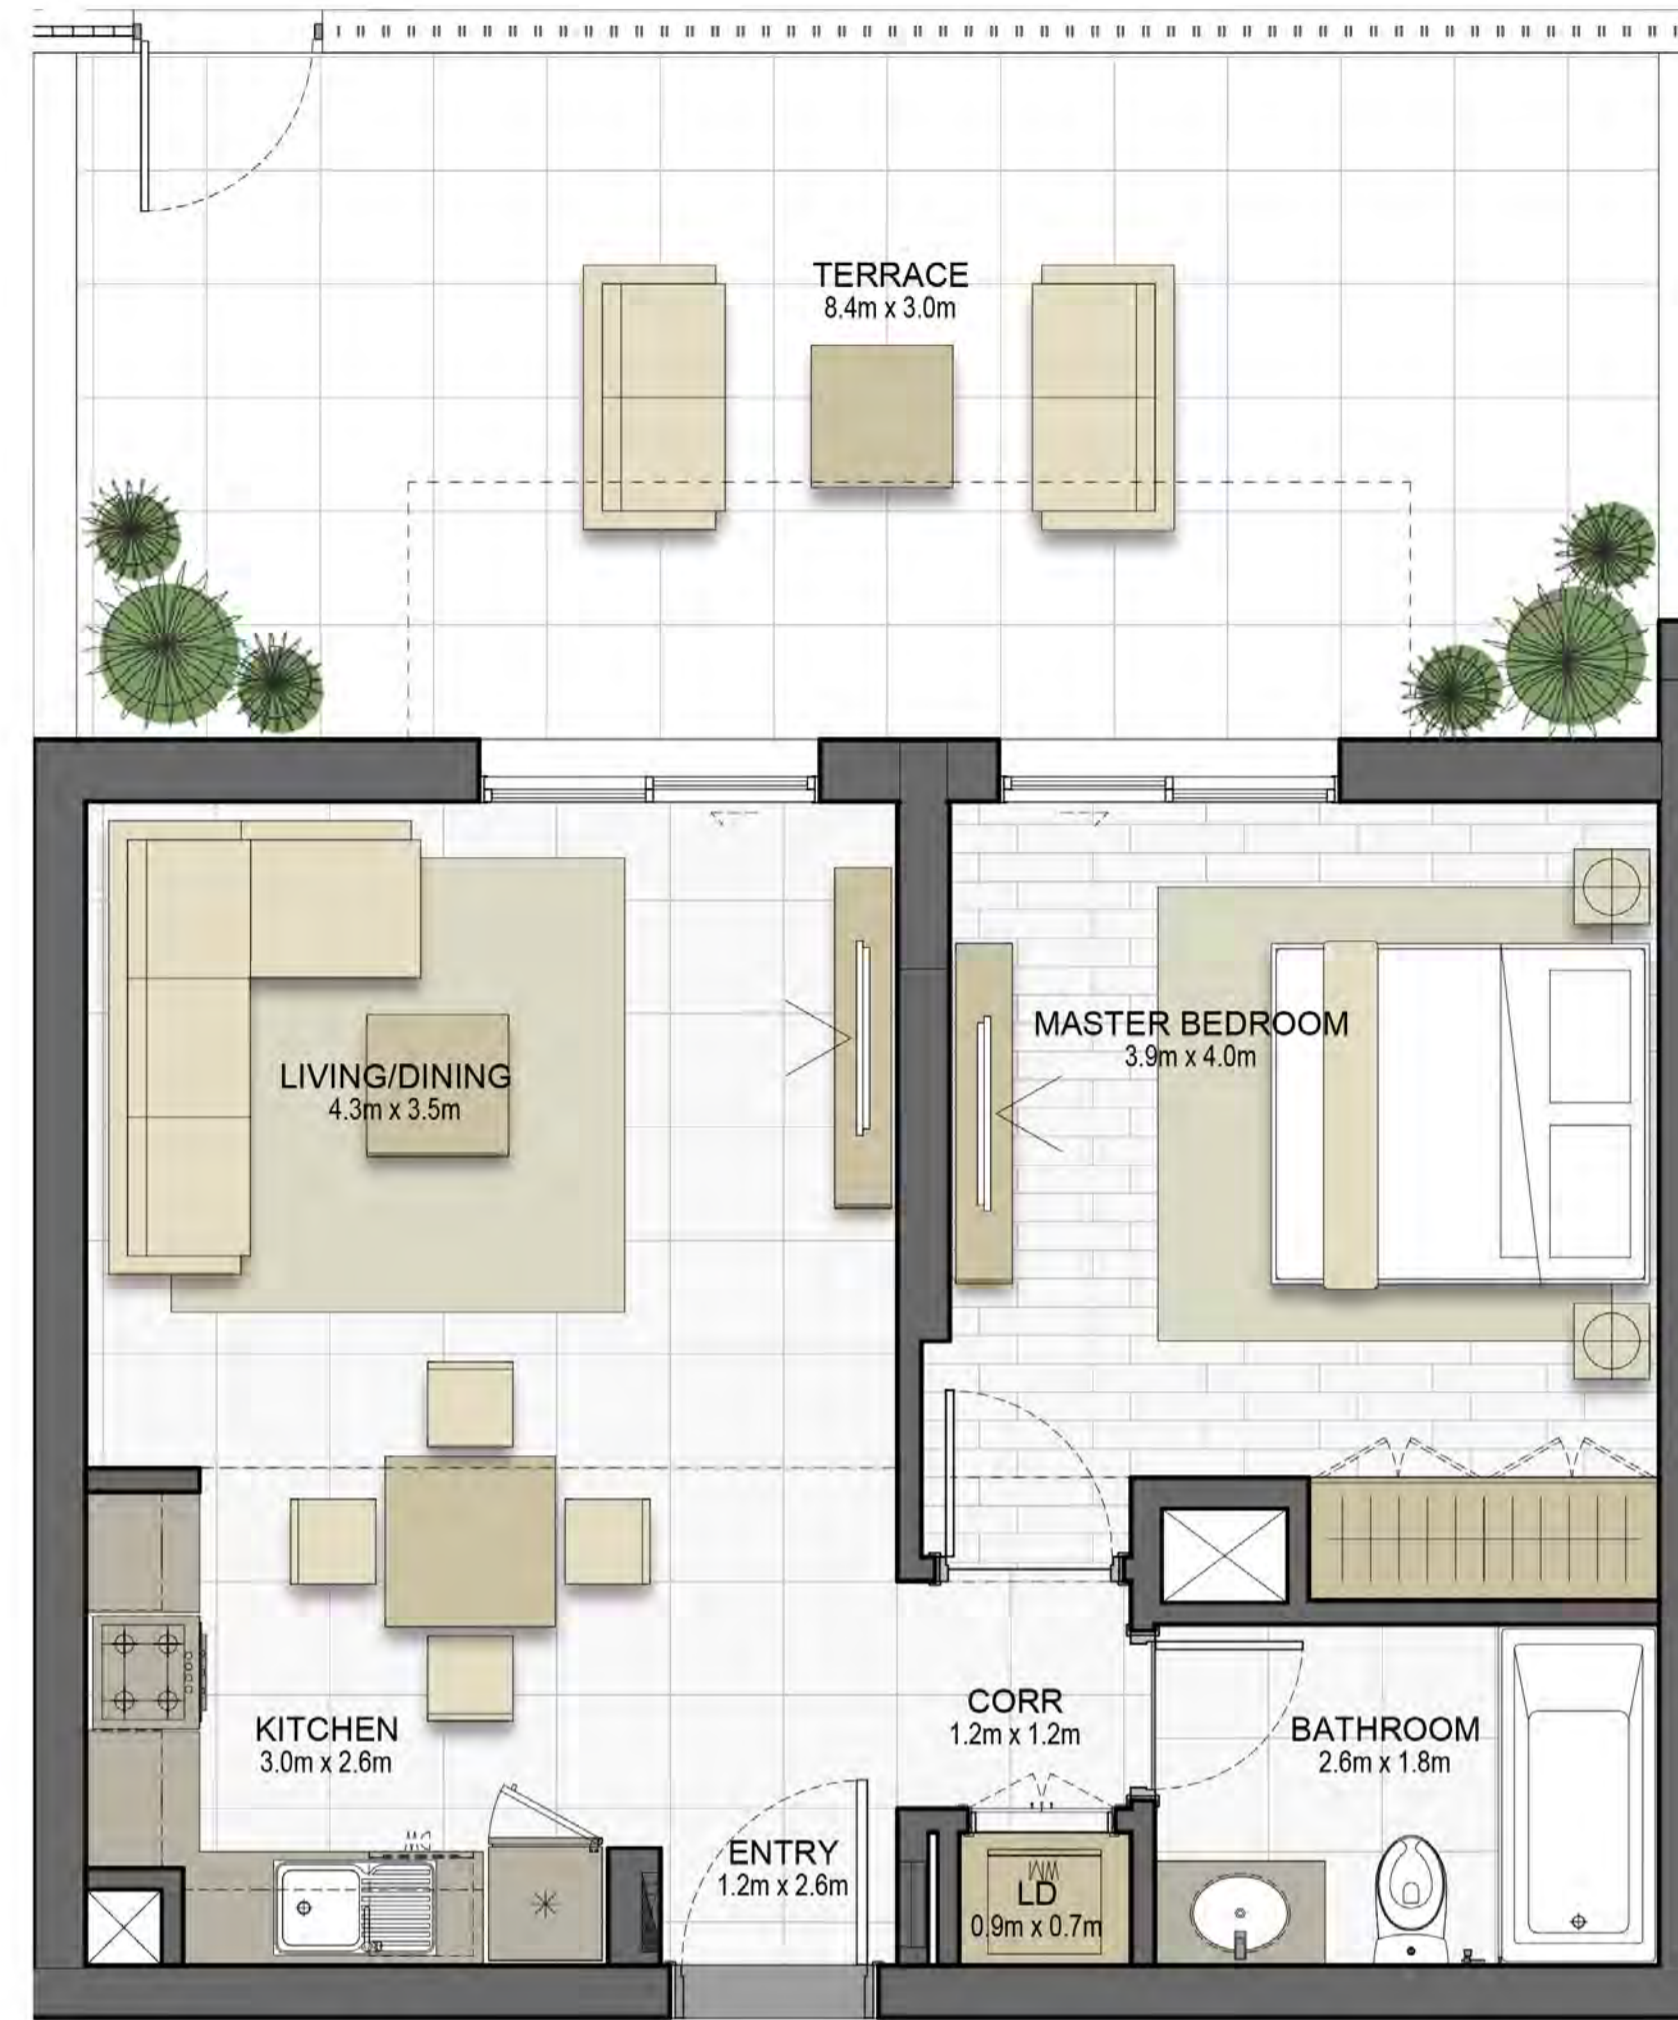 TERRACE
8.4m x 3.0m
MASTER BEDROOM
3.9m x 4.0m
LIVING/DINING
4.3m x 3.5m
KITCHEN
3.0m x 2.6m
CORR
1.2m x 1.2m
BATHROOM
2.6m x 1.8m
ENTRY
1.2m x 2.6m
WM
LD
0.9m x 0.7m